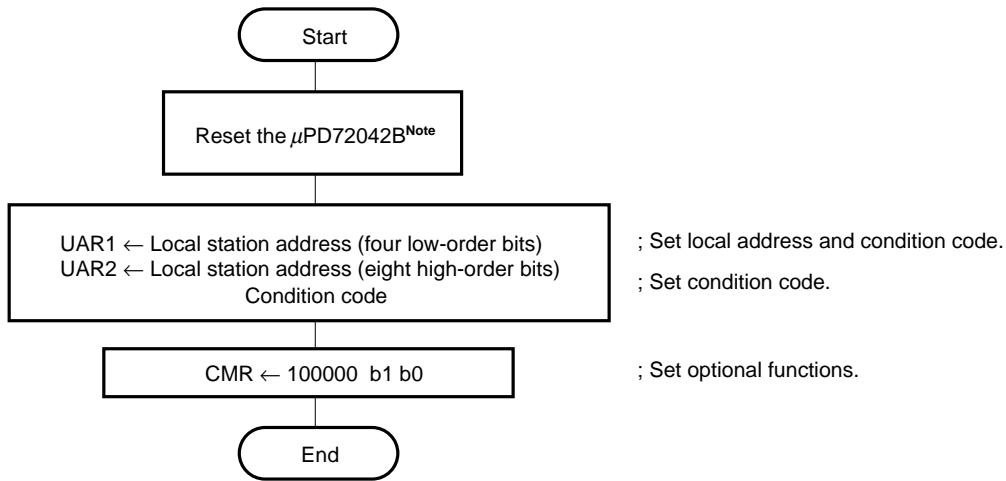 Start
Reset the μPD72042BNote
UAR1 ← Local station address (four low-order bits)
; Set local address and condition code.
UAR2 ← Local station address (eight high-order bits)
Condition code
; Set condition code.
CMR ← 100000 b1 b0
; Set optional functions.
End